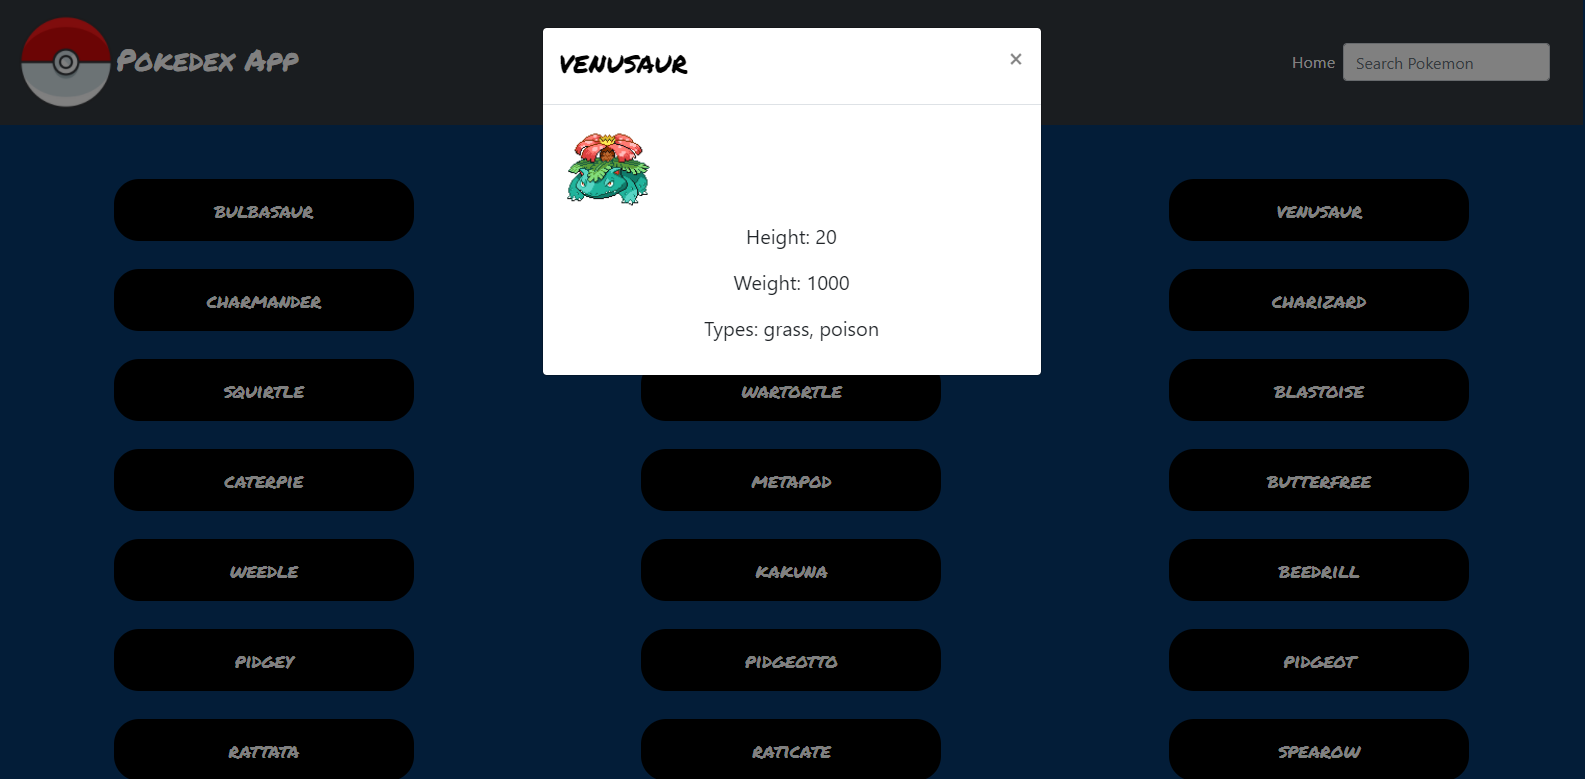 Pokedex App
Home
Search Pokemon
VENUSAUR
×
Height: 20
Weight: 1000
Types: grass, poison
BULBASAUR
VENUSAUR
CHARMANDER
CHARIZARD
SQUIRTLE
WARTORTLE
BLASTOISE
CATERPIE
METAPOD
BUTTERFREE
WEEDLE
KAKUNA
BEEDRILL
PIDGEY
PIDGEOTTO
PIDGEOT
RATTATA
RATICATE
SPEAROW